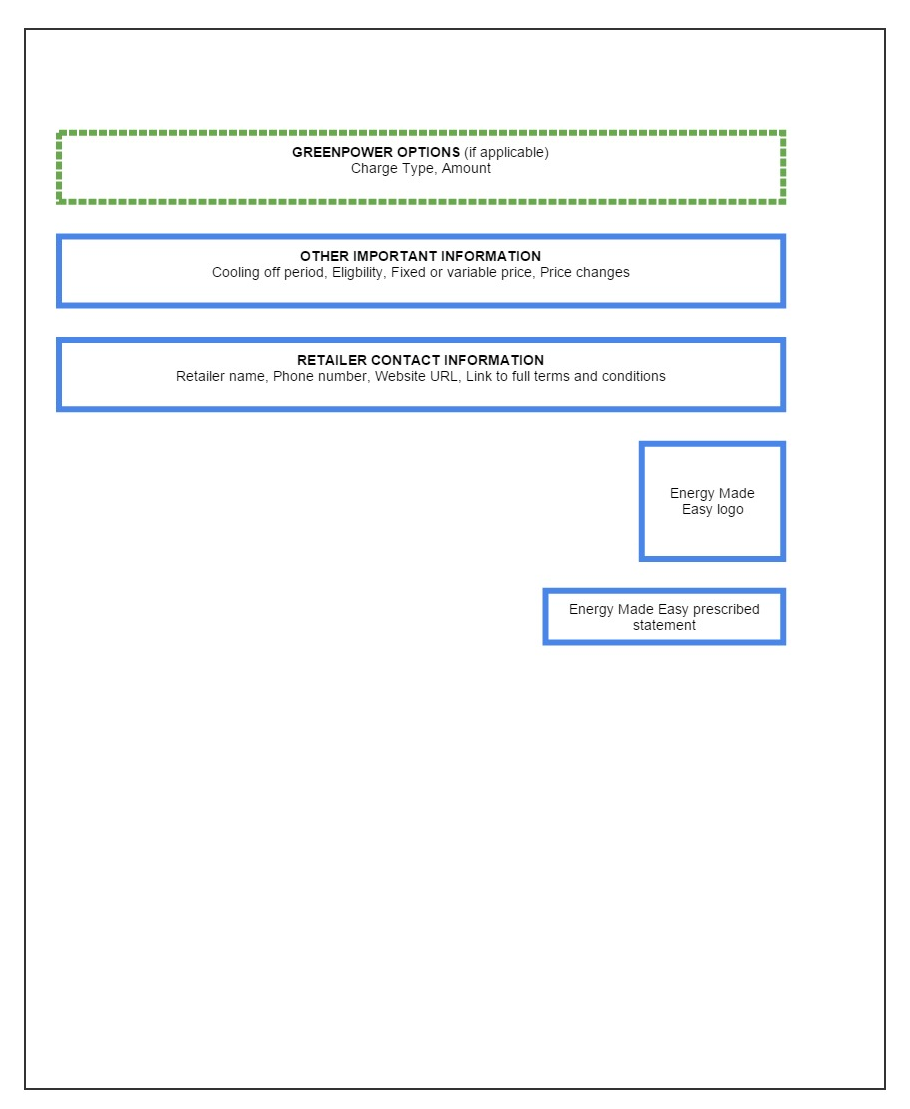 GREENPOWER OPTIONS (if applicable)
Charge Type, Amount
OTHER IMPORTANT INFORMATION
Cooling off period, Eligbility, Fixed or variable price, Price changes
RETAILER CONTACT INFORMATION
Retailer name, Phone number, Website URL, Link to full terms and conditions
Energy Made
Easy logo
Energy Made Easy prescribed
statement